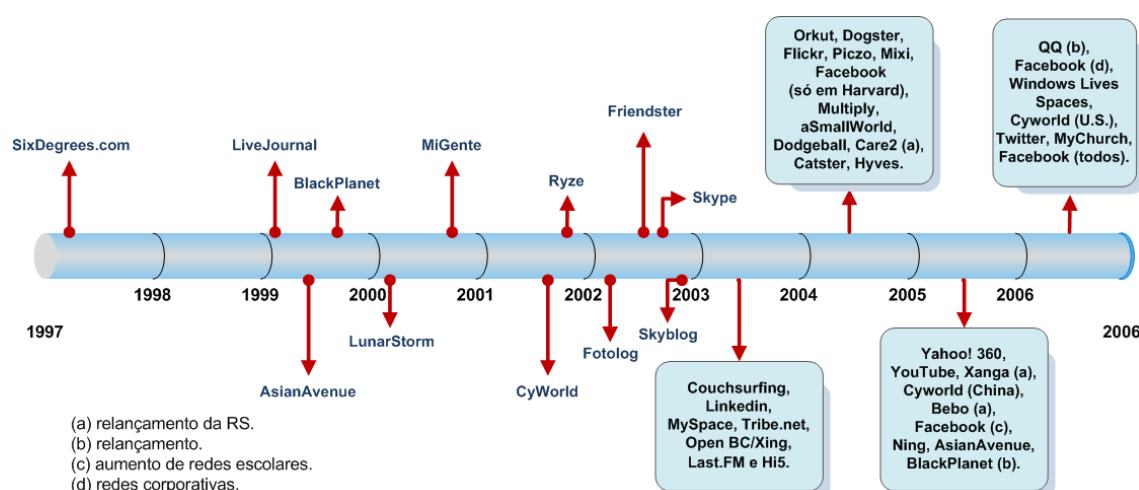 Orkut, Dogster,
Flickr, Piczo, Mixi,
Facebook
(só em Harvard),
Multiply,
aSmallWorld,
Dodgeball, Care2 (a),
Catster, Hyves.
QQ (b),
Facebook (d),
Windows Lives
Spaces,
Cyworld (U.S.),
Twitter, MyChurch,
Facebook (todos).
Friendster
SixDegrees.com
LiveJournal
MiGente
BlackPlanet
Ryze
Skype
1998
1999
2000
2001
2002
2003
2004
2005
2006
1997
2006
LunarStorm
Skyblog
Fotolog
AsianAvenue
CyWorld
Couchsurfing,
Linkedin,
MySpace, Tribe.net,
Open BC/Xing,
Last.FM e Hi5.
Yahoo! 360,
YouTube, Xanga (a),
Cyworld (China),
Bebo (a),
Facebook (c),
Ning, AsianAvenue,
BlackPlanet (b).
(a) relançamento da RS.
(b) relançamento.
(c) aumento de redes escolares.
(d) redes corporativas.